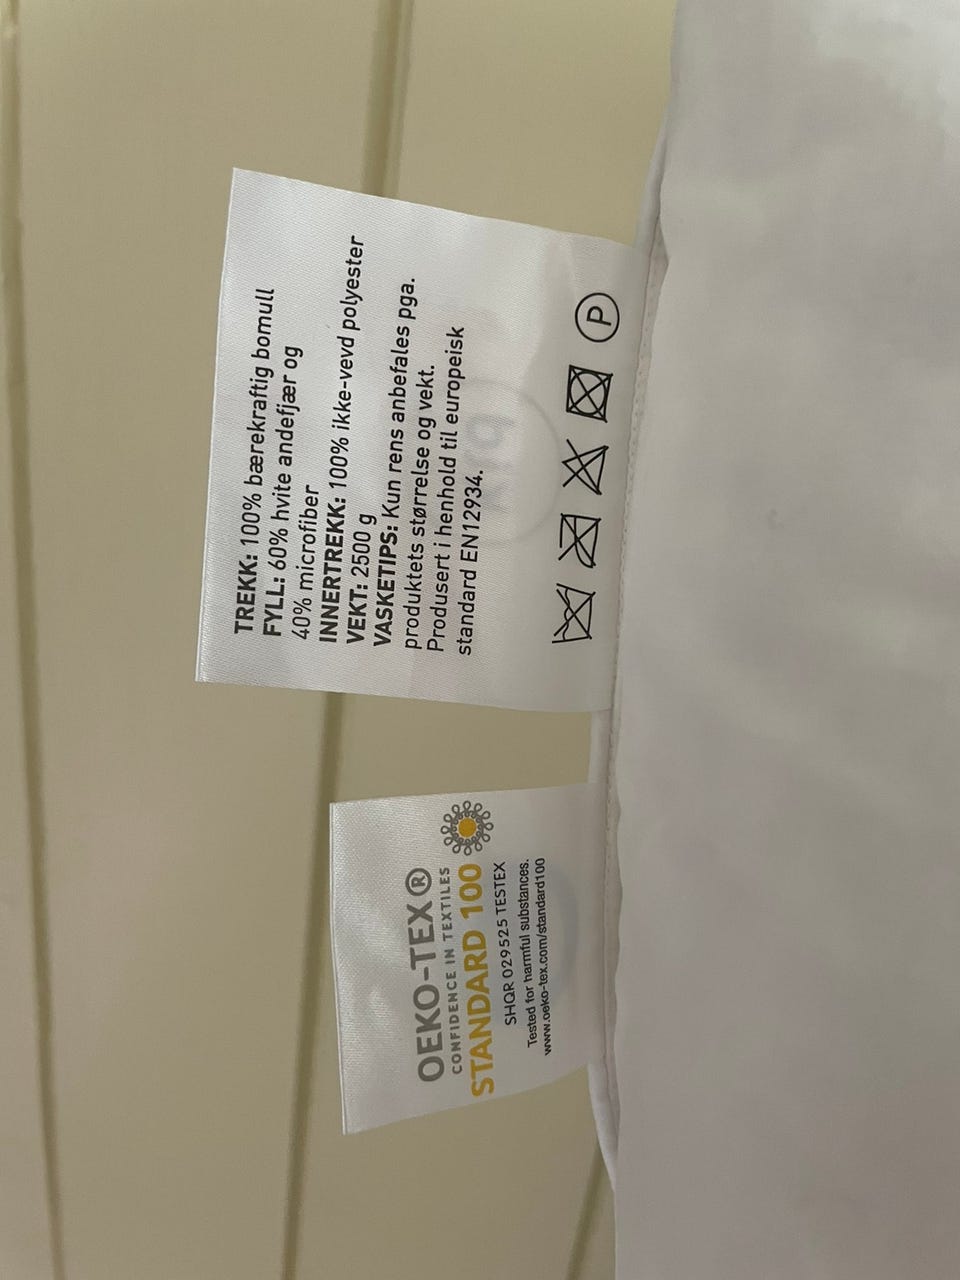 TREKK: 100% bærekraftig bomull
FYLL: 60% hvite andefjær og
40% microfiber
INNERTREKK: 100% ikke-vevd polyester
VEKT: 2500 g
VASKETIPS: Kun rens anbefales pga.
produktets størrelse og vekt.
Produsert i henhold til europeisk
standard EN12934.
P
OEKO-TEX®
CONFIDENCE IN TEXTILES
STANDARD 100
SHQR 029525 TESTEX
Tested for harmful substances.
www.oeko-tex.com/standard100